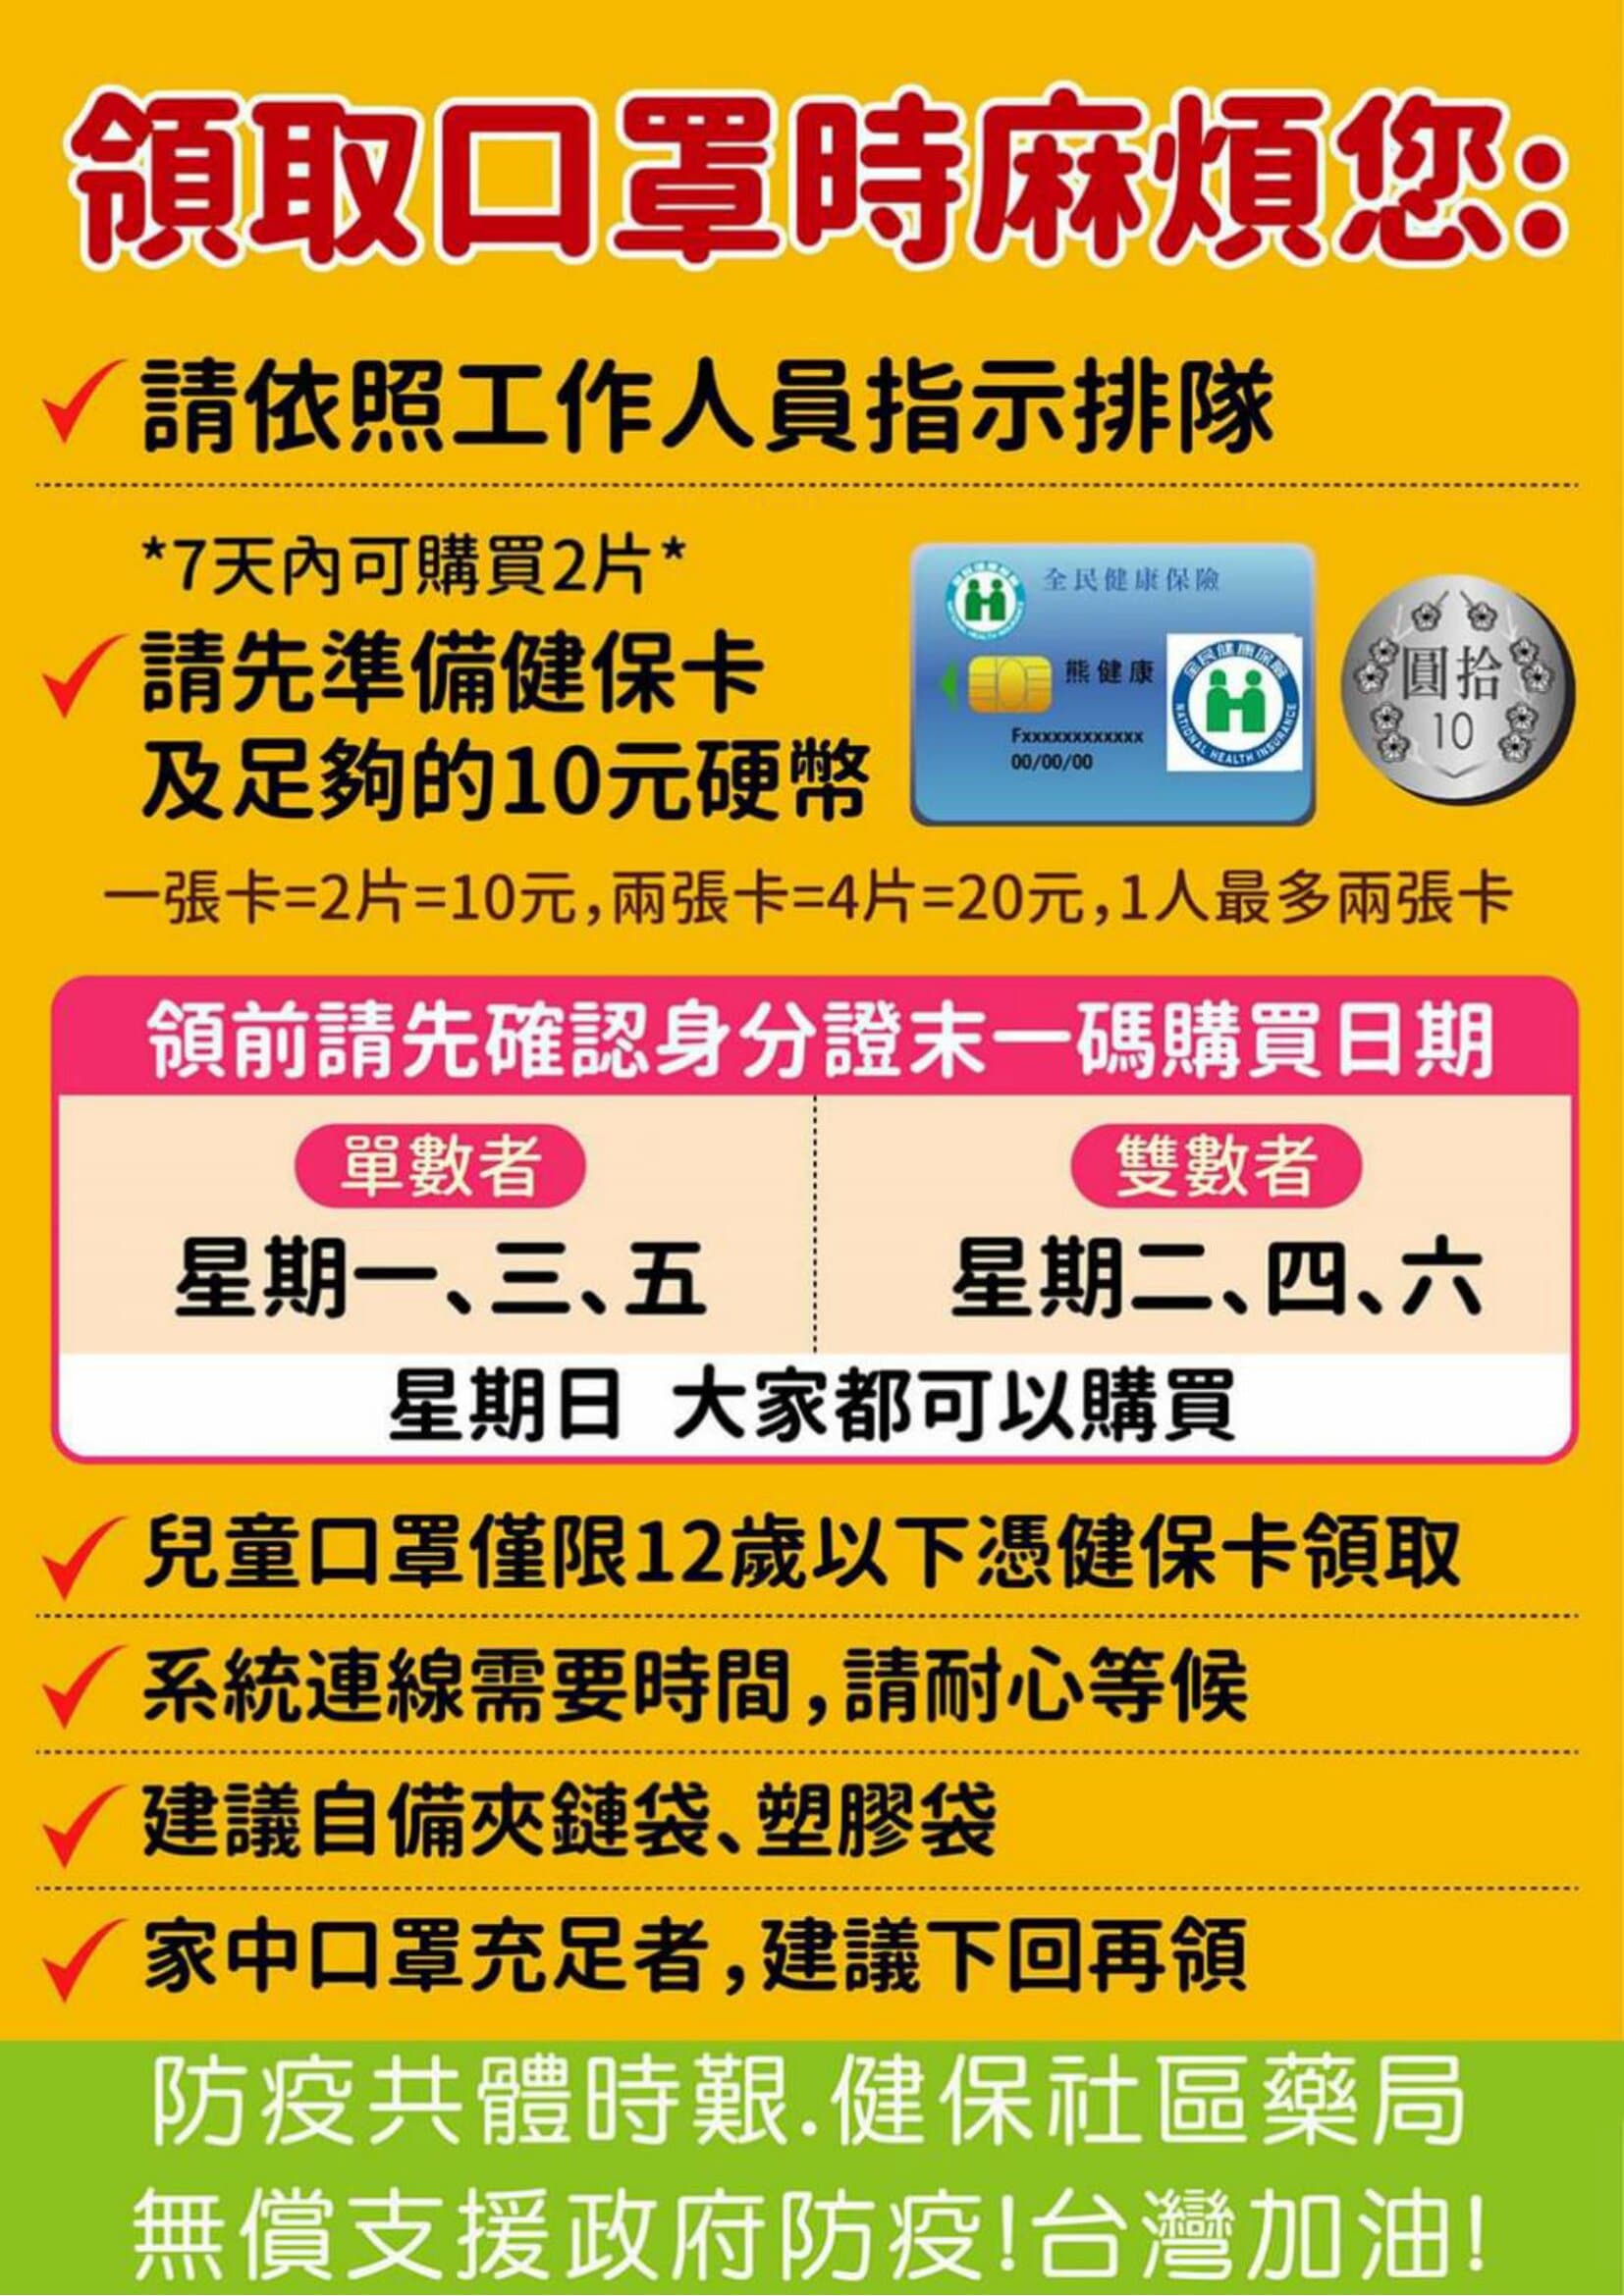 領取口罩時麻煩您:
請依照工作人員指示排隊
*7天內可購買2片*
請先準備健保卡
及足夠的10元硬幣
全民健康保險
熊健康
Fxxxxxxxxxxxx
00/00/00
全民健康保險
NATIONAL HEALTH INSURANCE
圓拾
10
一張卡=2片=10元,兩張卡=4片=20元,1人最多兩張卡
領前請先確認身分證末一碼購買日期
單數者
星期一、三、五
雙數者
星期二、四、六
星期日 大家都可以購買
兒童口罩僅限12歲以下憑健保卡領取
系統連線需要時間,請耐心等候
建議自備夾鏈袋、塑膠袋
家中口罩充足者,建議下回再領
防疫共體時艱.健保社區藥局
無償支援政府防疫!台灣加油!